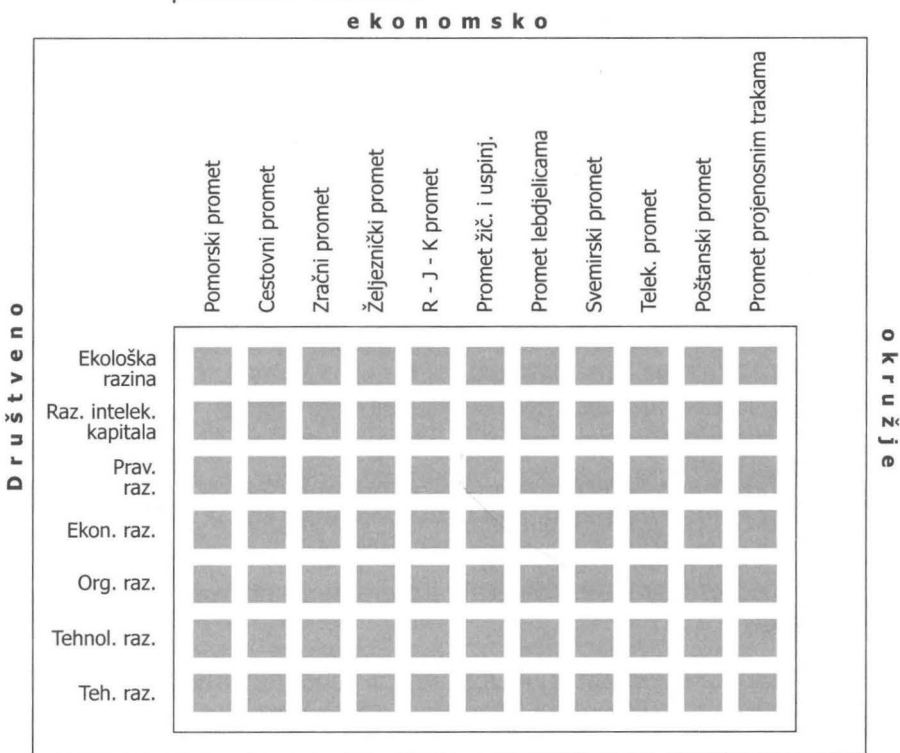 ekonomsko
Društveno
okružje
Pomorski promet
Cestovni promet
Zračni promet
Željeznički promet
R - J - K promet
Promet žič. i uspinj.
Promet lebdjelicama
Svemirski promet
Telek. promet
Poštanski promet
Promet projenosnim trakama
Ekološka
razina
Raz. intelek.
kapitala
Prav.
raz.
Ekon. raz.
Org. raz.
Tehnol. raz.
Teh. raz.